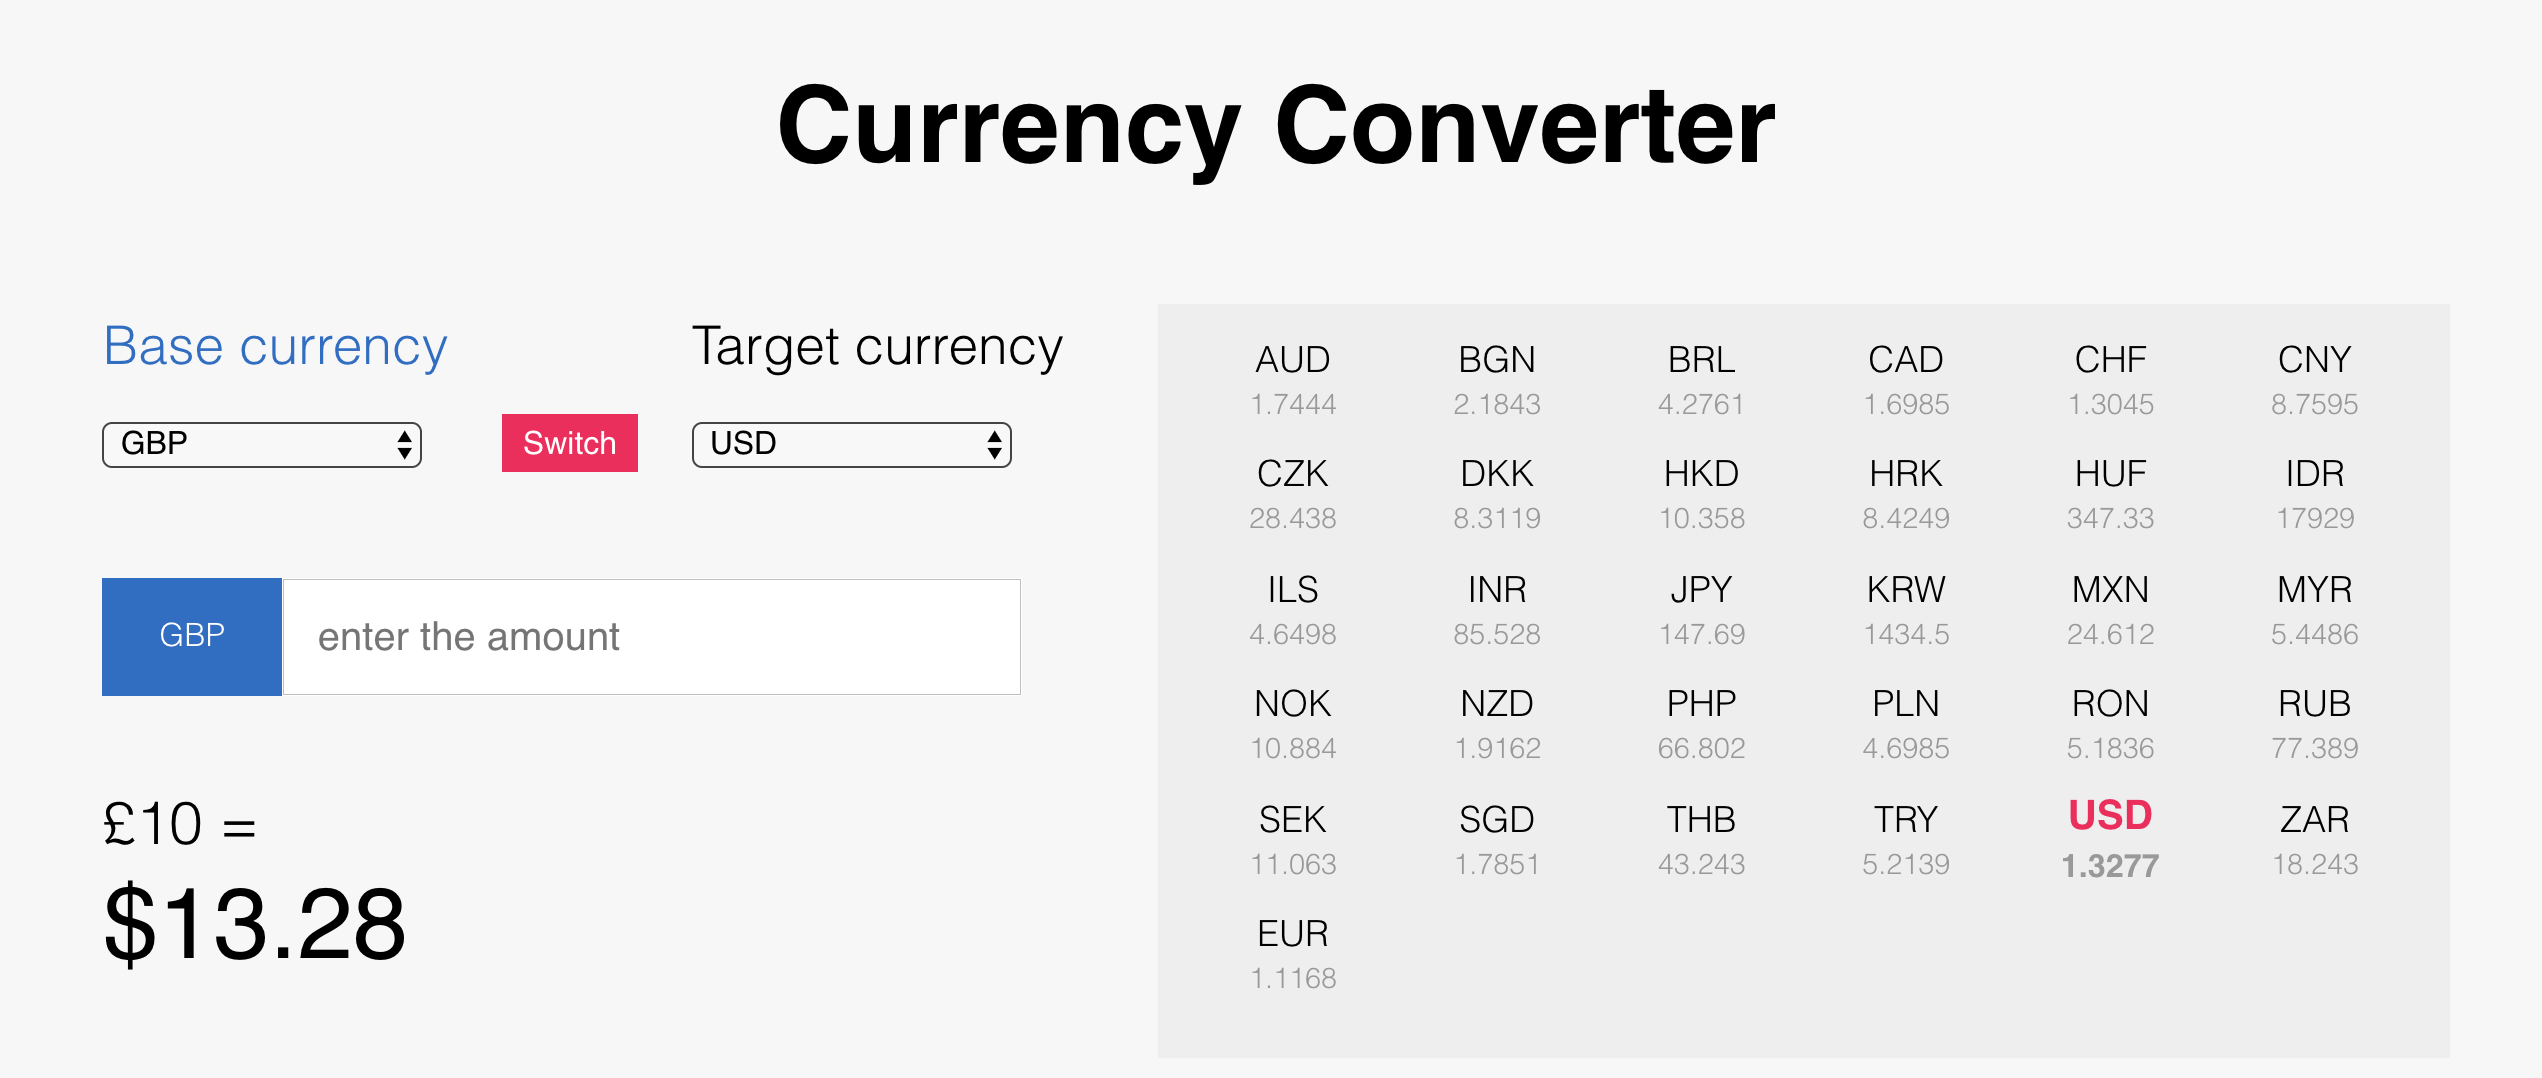 Currency Converter
Base currency
Target currency
GBP
Switch
USD
GBP
enter the amount
£10 =
$13.28
AUD BGN BRL CAD CHF CNY
1.7444 2.1843 4.2761 1.6985 1.3045 8.7595
CZK DKK HKD HRK HUF IDR
28.438 8.3119 10.358 8.4249 347.33 17929
ILS INR JPY KRW MXN MYR
4.6498 85.528 147.69 1434.5 24.612 5.4486
NOK NZD PHP PLN RON RUB
10.884 1.9162 66.802 4.6985 5.1836 77.389
SEK SGD THB TRY USD ZAR
11.063 1.7851 43.243 5.2139 1.3277 18.243
EUR
1.1168